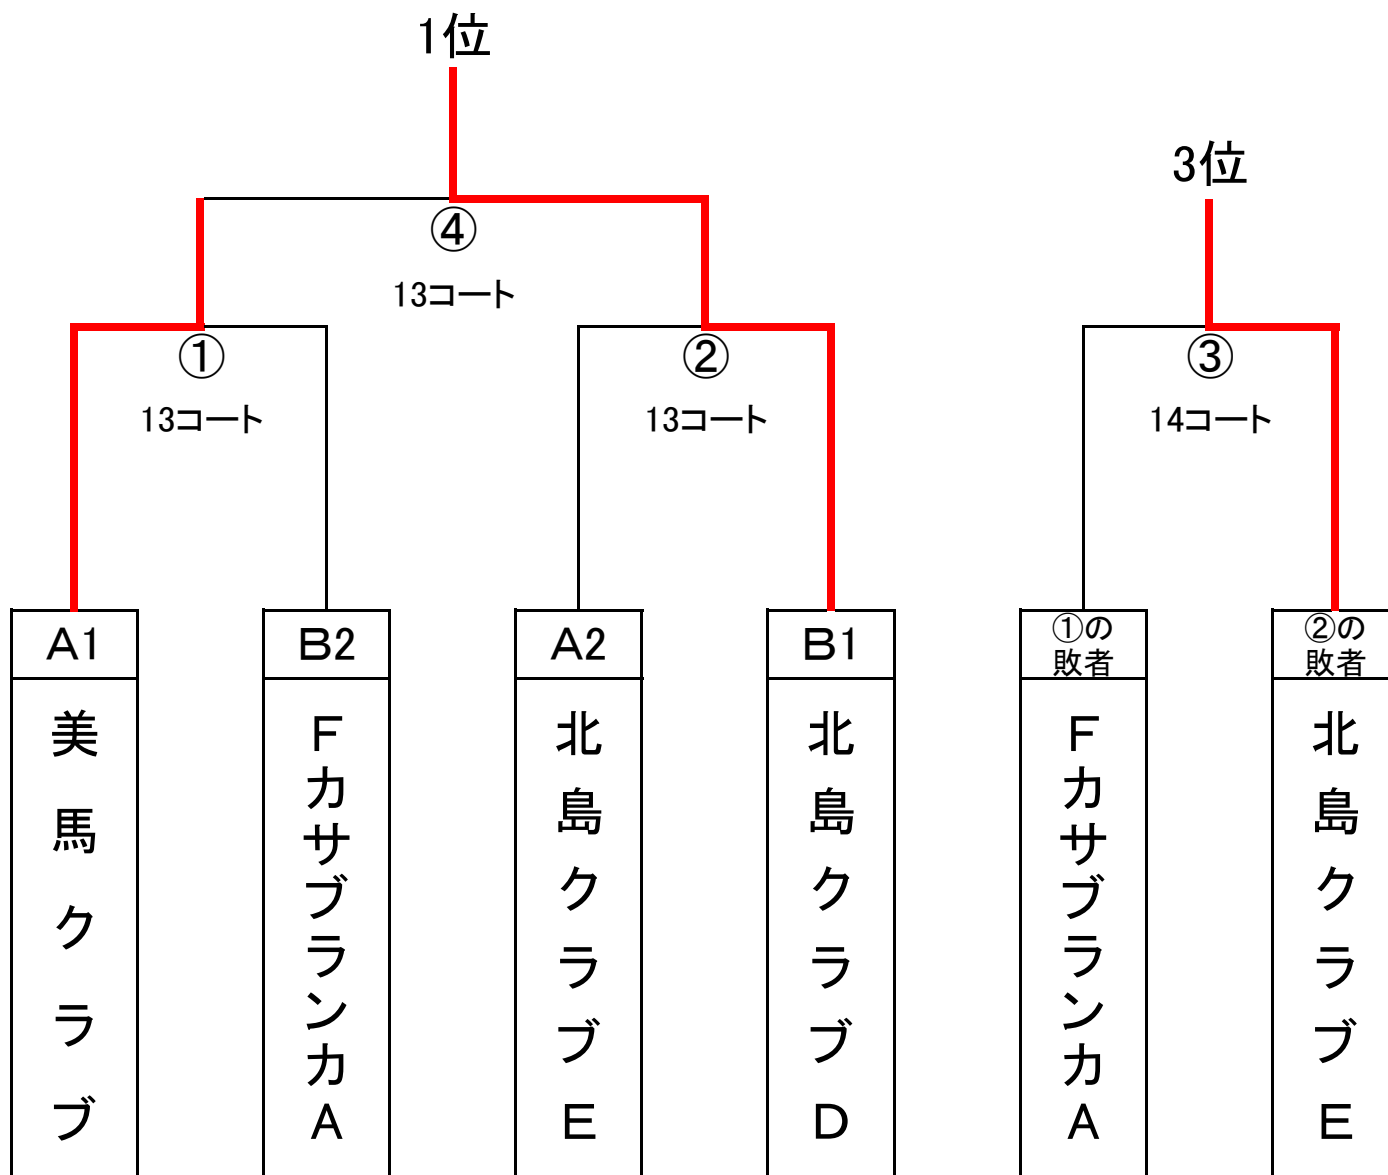 1位
3位
④
13コート
①
13コート
②
13コート
③
14コート
A1
B2
A2
B1
①の
敗者
②の
敗者
美馬クラブ
FカサブランカA
北島クラブE
北島クラブD
FカサブランカA
北島クラブE